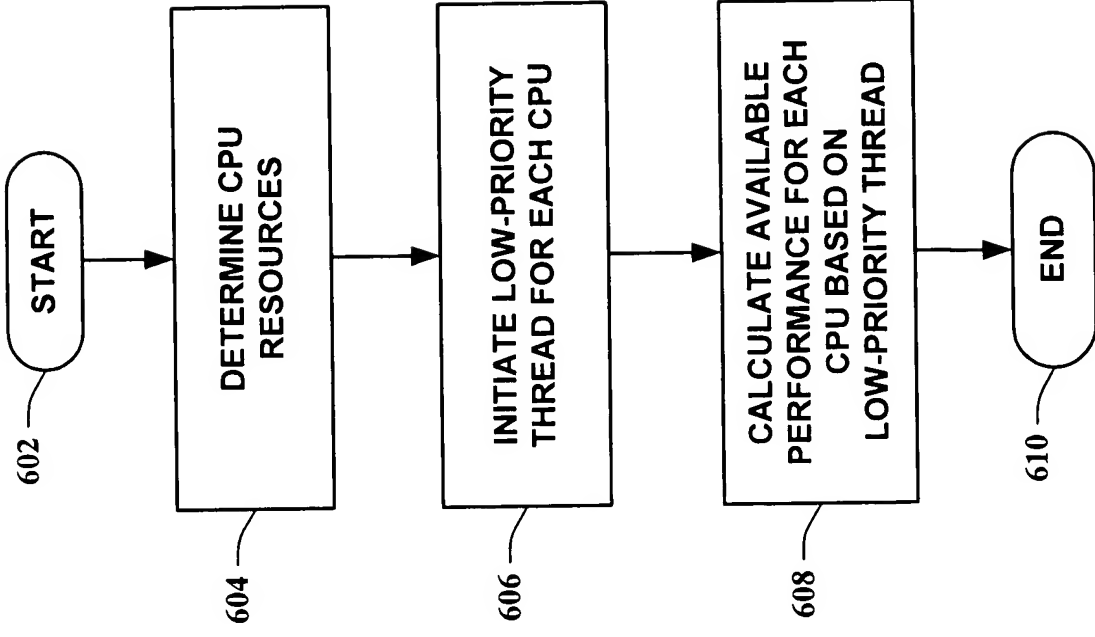 START
602
DETERMINE CPU
RESOURCES
604
INITIATE LOW-PRIORITY
THREAD FOR EACH CPU
606
CALCULATE AVAILABLE
PERFORMANCE FOR EACH
CPU BASED ON
LOW-PRIORITY THREAD
608
END
610